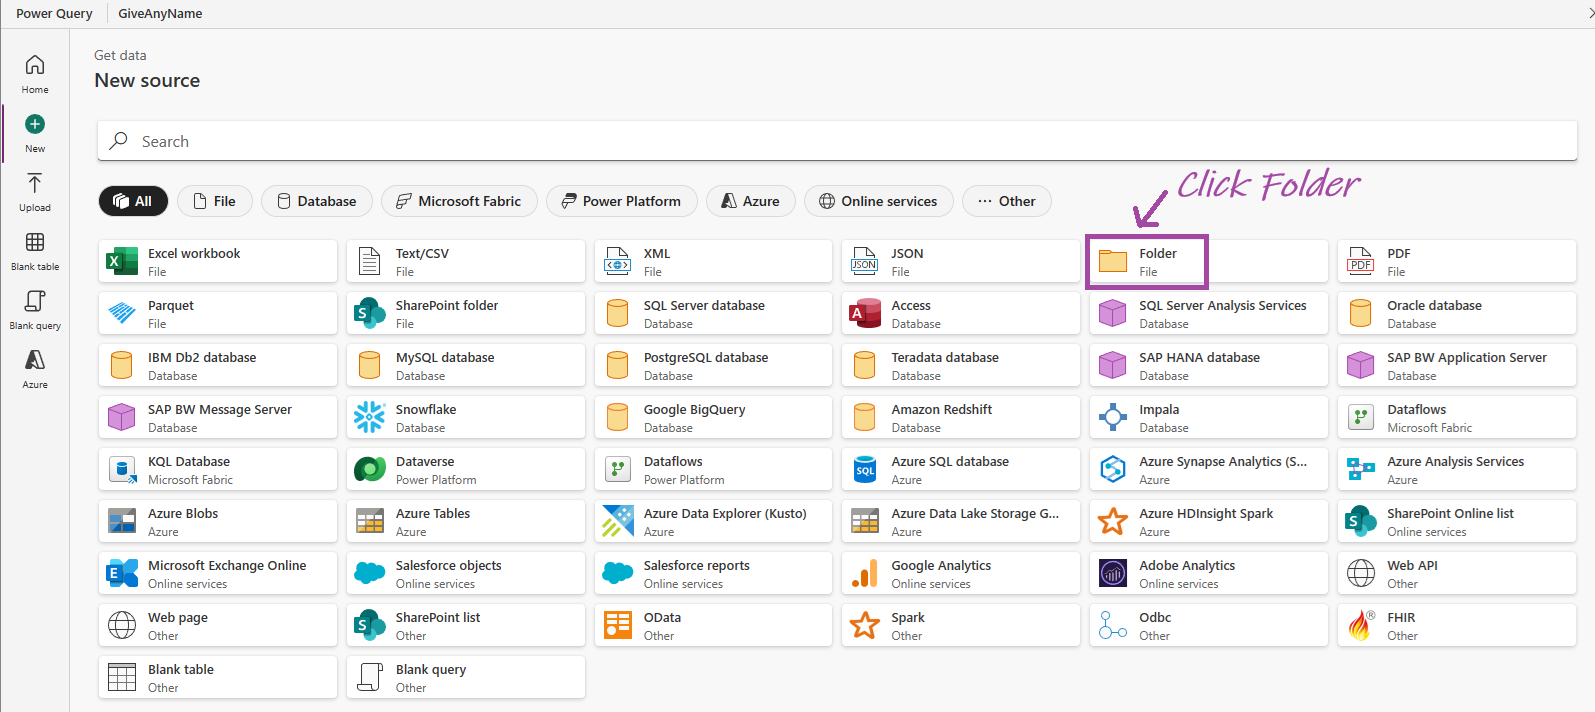 Power Query
GiveAnyName
Home
New
Upload
Blank table
Blank query
Azure
Get data
New source
Search
All
File
Database
Microsoft Fabric
Power Platform
Azure
Online services
Other
Click Folder
Excel workbook
File
Text/CSV
File
XML
File
JSON
JSON
File
Folder
File
PDF
PDF
File
Parquet
File
S
SharePoint folder
File
SQL Server database
Database
A
Access
Database
SQL Server Analysis Services
Database
Oracle database
Database
IBM Db2 database
Database
MySQL database
Database
PostgreSQL database
Database
Teradata database
Database
SAP HANA database
Database
SAP BW Application Server
Database
SAP BW Message Server
Database
Snowflake
Database
Google BigQuery
Database
Amazon Redshift
Database
Impala
Database
Dataflows
Microsoft Fabric
KQL Database
Microsoft Fabric
Dataverse
Power Platform
Dataflows
Power Platform
SQL
Azure SQL database
Azure
Azure Synapse Analytics (S...
Azure
Azure Analysis Services
Azure
Azure Blobs
Azure
Azure Tables
Azure
Azure Data Explorer (Kusto)
Azure
Azure Data Lake Storage G...
Azure
Azure HDInsight Spark
Azure
S
SharePoint Online list
Online services
E
Microsoft Exchange Online
Online services
Salesforce objects
Online services
Salesforce reports
Online services
Google Analytics
Online services
Adobe Analytics
Online services
Web API
Other
Web page
Other
S
SharePoint list
Other
OData
Other
Spark
Other
Odbc
Other
FHIR
Other
Blank table
Other
Blank query
Other